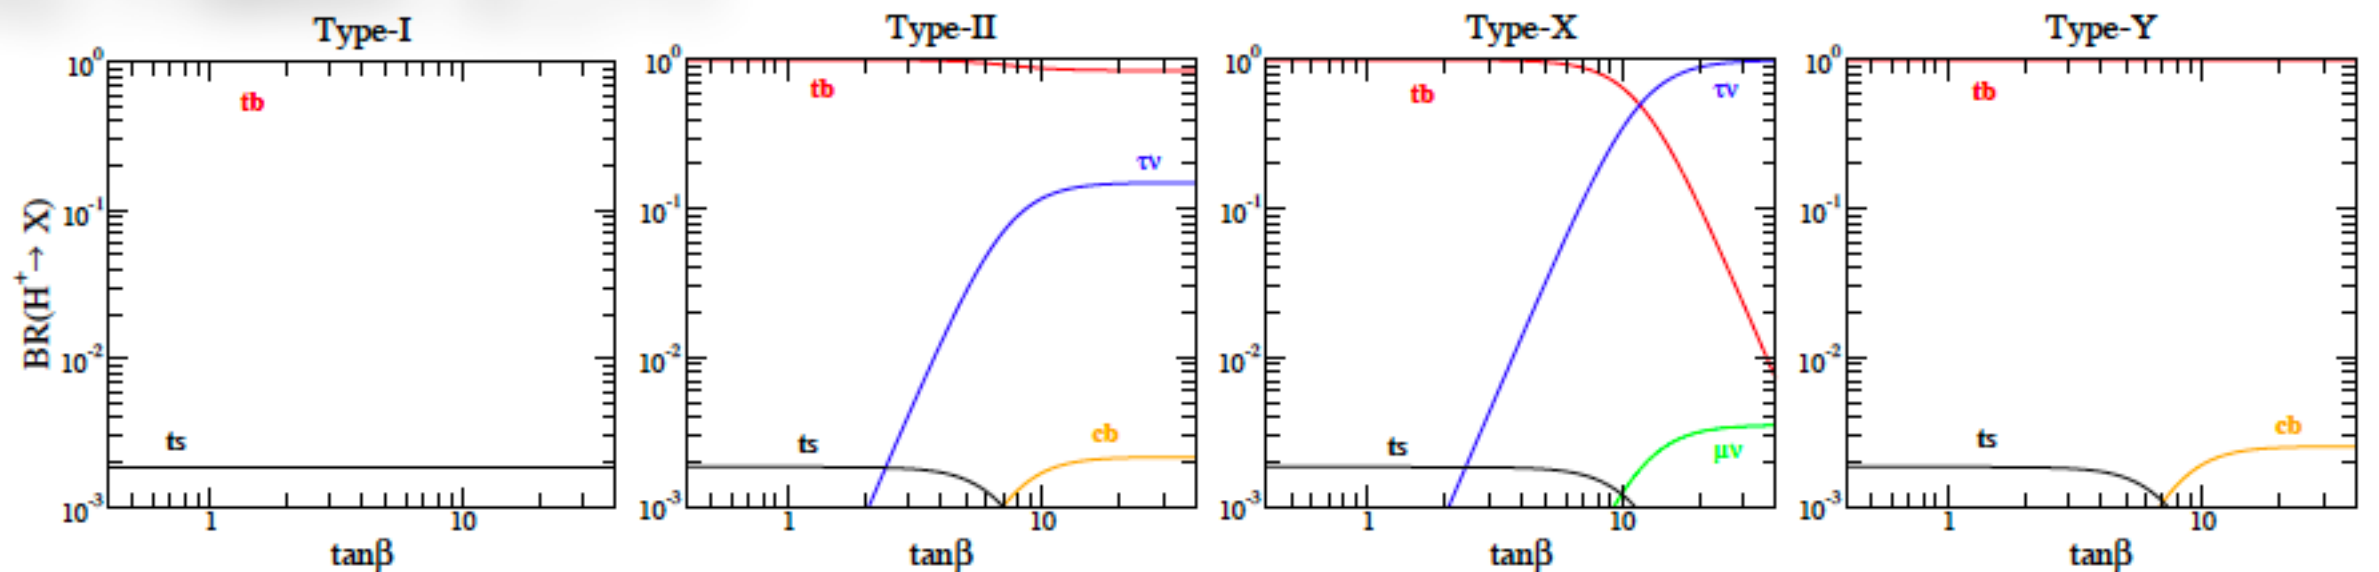 Type-I
Type-II
Type-X
Type-Y
BR(H⁺→ X)
10⁰
10⁻¹
10⁻²
10⁻³
tb
ts
1
10
tanβ
10⁰
10⁻¹
10⁻²
10⁻³
tb
τν
ts
cb
1
10
tanβ
10⁰
10⁻¹
10⁻²
10⁻³
tb
τν
ts
μν
1
10
tanβ
10⁰
10⁻¹
10⁻²
10⁻³
tb
ts
cb
1
10
tanβ